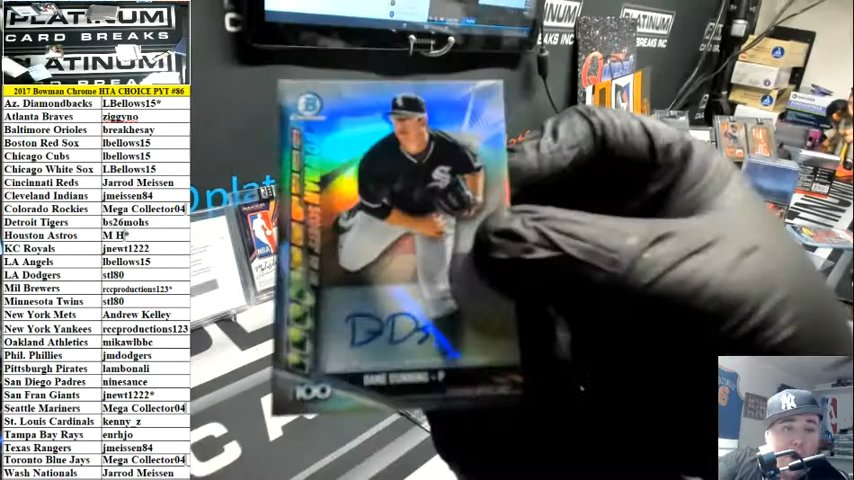 PLATINUM
CARD BREAKS
PLATINUM
2017 Bowman Chrome HTA CHOICE PYT #86
Az. Diamondbacks LBellows15*
Atlanta Braves ziggyno
Baltimore Orioles breakhesay
Boston Red Sox lbellows15
Chicago Cubs lbellows15
Chicago White Sox LBellows15
Cincinnati Reds Jarrod Meissen
Cleveland Indians jmeissen84
Colorado Rockies Mega Collector04
Detroit Tigers bs26mohs
Houston Astros M H*
KC Royals jnewt1222
LA Angels lbellows15
LA Dodgers stl80
Mil Brewers rccproductions123*
Minnesota Twins stl80
New York Mets Andrew Kelley
New York Yankees rccproductions123
Oakland Athletics mikawlbbc
Phil. Phillies jmdodgers
Pittsburgh Pirates lambonali
San Diego Padres ninesauce
San Fran Giants jnewt1222*
Seattle Mariners Mega Collector04
St. Louis Cardinals kenny_z
Tampa Bay Rays enrhjo
Texas Rangers jmeissen84
Toronto Blue Jays Mega Collector04
Wash Nationals Jarrod Meissen
PLATINUM
BREAKS INC
NUM
NBA
DANE DUNNING - P
100